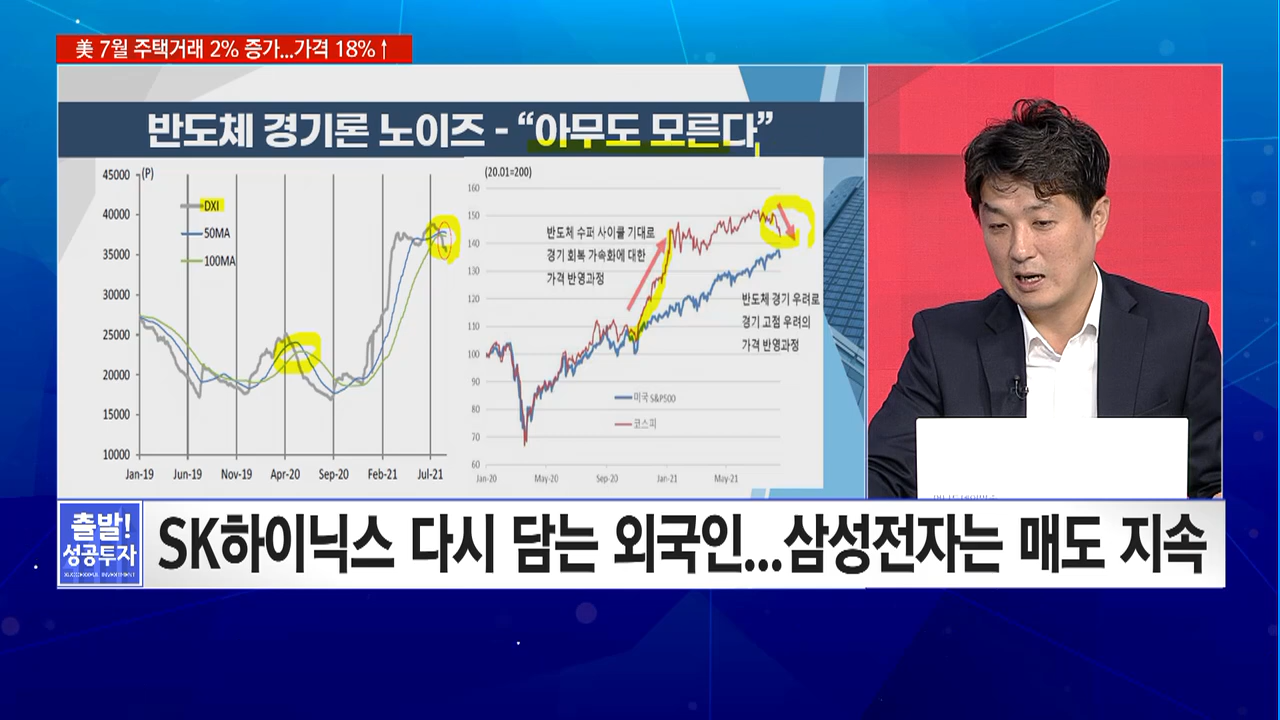 美 7월 주택거래 2% 증가...가격 18%↑
반도체 경기론 노이즈 - “아무도 모른다”
(P)
45000
40000
35000
30000
25000
20000
15000
10000
DXI
50MA
100MA
Jan-19
Jun-19
Nov-19
Apr-20
Sep-20
Feb-21
Jul-21
(20.01=200)
160
150
140
130
120
110
100
90
80
70
60
반도체 수퍼 사이클 기대로
경기 회복 가속화에 대한
가격 반영과정
반도체 경기 우려로
경기 고점 우려의
가격 반영과정
미국 S&P500
코스피
Jan-20
May-20
Sep-20
Jan-21
May-21
출발!
성공투자
SUCCESSFUL INVESTMENT
SK하이닉스 다시 담는 외국인...삼성전자는 매도 지속